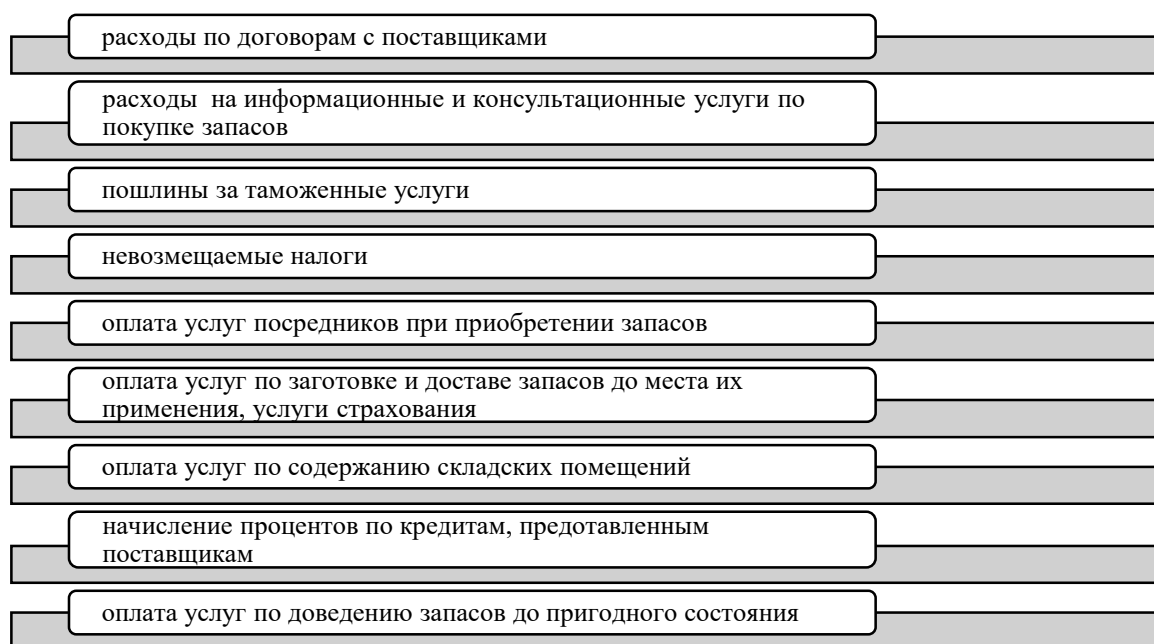 расходы по договорам с поставщиками
расходы на информационные и консультационные услуги по
покупке запасов
пошлины за таможенные услуги
невозмещаемые налоги
оплата услуг посредников при приобретении запасов
оплата услуг по заготовке и доставе запасов до места их
применения, услуги страхования
оплата услуг по содержанию складских помещений
начисление процентов по кредитам, предотавленным
поставщикам
оплата услуг по доведению запасов до пригодного состояния